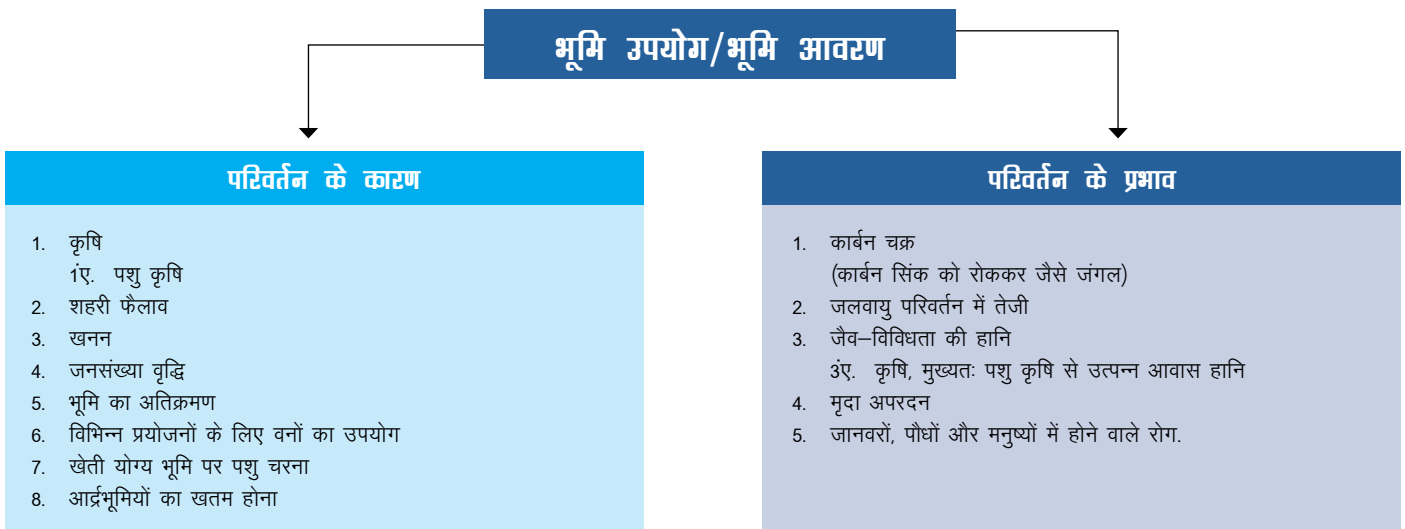 भूमि उपयोग/भूमि आवरण
परिवर्तन के कारण
1. कृषि
1ंए. पशु कृषि
2. शहरी फैलाव
3. खनन
4. जनसंख्या वृद्धि
5. भूमि का अतिक्रमण
6. विभिन्न प्रयोजनों के लिए वनों का उपयोग
7. खेती योग्य भूमि पर पशु चरना
8. आर्द्रभूमियों का खतम होना
परिवर्तन के प्रभाव
1. कार्बन चक्र
(कार्बन सिंक को रोककर जैसे जंगल)
2. जलवायु परिवर्तन में तेजी
3. जैव–विविधता की हानि
3ंए. कृषि, मुख्यतः पशु कृषि से उत्पन्न आवास हानि
4. मृदा अपरदन
5. जानवरों, पौधों और मनुष्यों में होने वाले रोग.